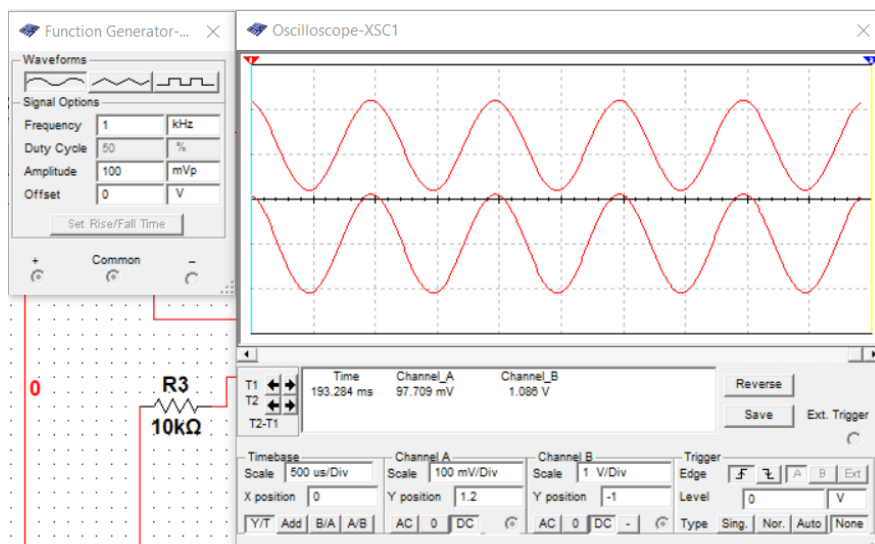 Function Generator-...
Waveforms
Signal Options
Frequency 1 kHz
Duty Cycle 50 %
Amplitude 100 mVp
Offset 0 V
Set Rise/Fall Time
+ Common −
0
R3
10kΩ
Oscilloscope-XSC1
1 2
T1
T2
T2-T1
Time Channel_A Channel_B
193.284 ms 97.709 mV 1.086 V
Reverse
Save
Ext. Trigger
Timebase
Scale 500 us/Div
X position 0
Y/T Add B/A A/B
Channel A
Scale 100 mV/Div
Y position 1.2
AC 0 DC
Channel B
Scale 1 V/Div
Y position -1
AC 0 DC -
Trigger
Edge A B Ext
Level 0 V
Type Sing. Nor. Auto None